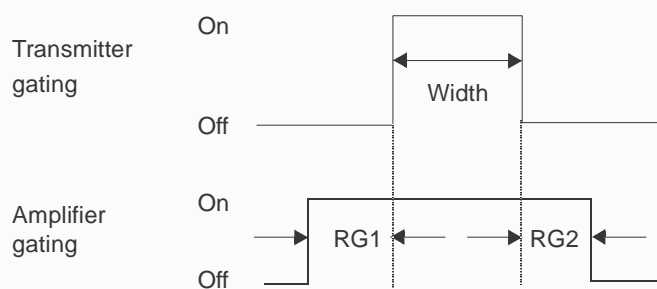 On
Transmitter
gating
Width
Off
On
Amplifier
gating
RG1
RG2
Off